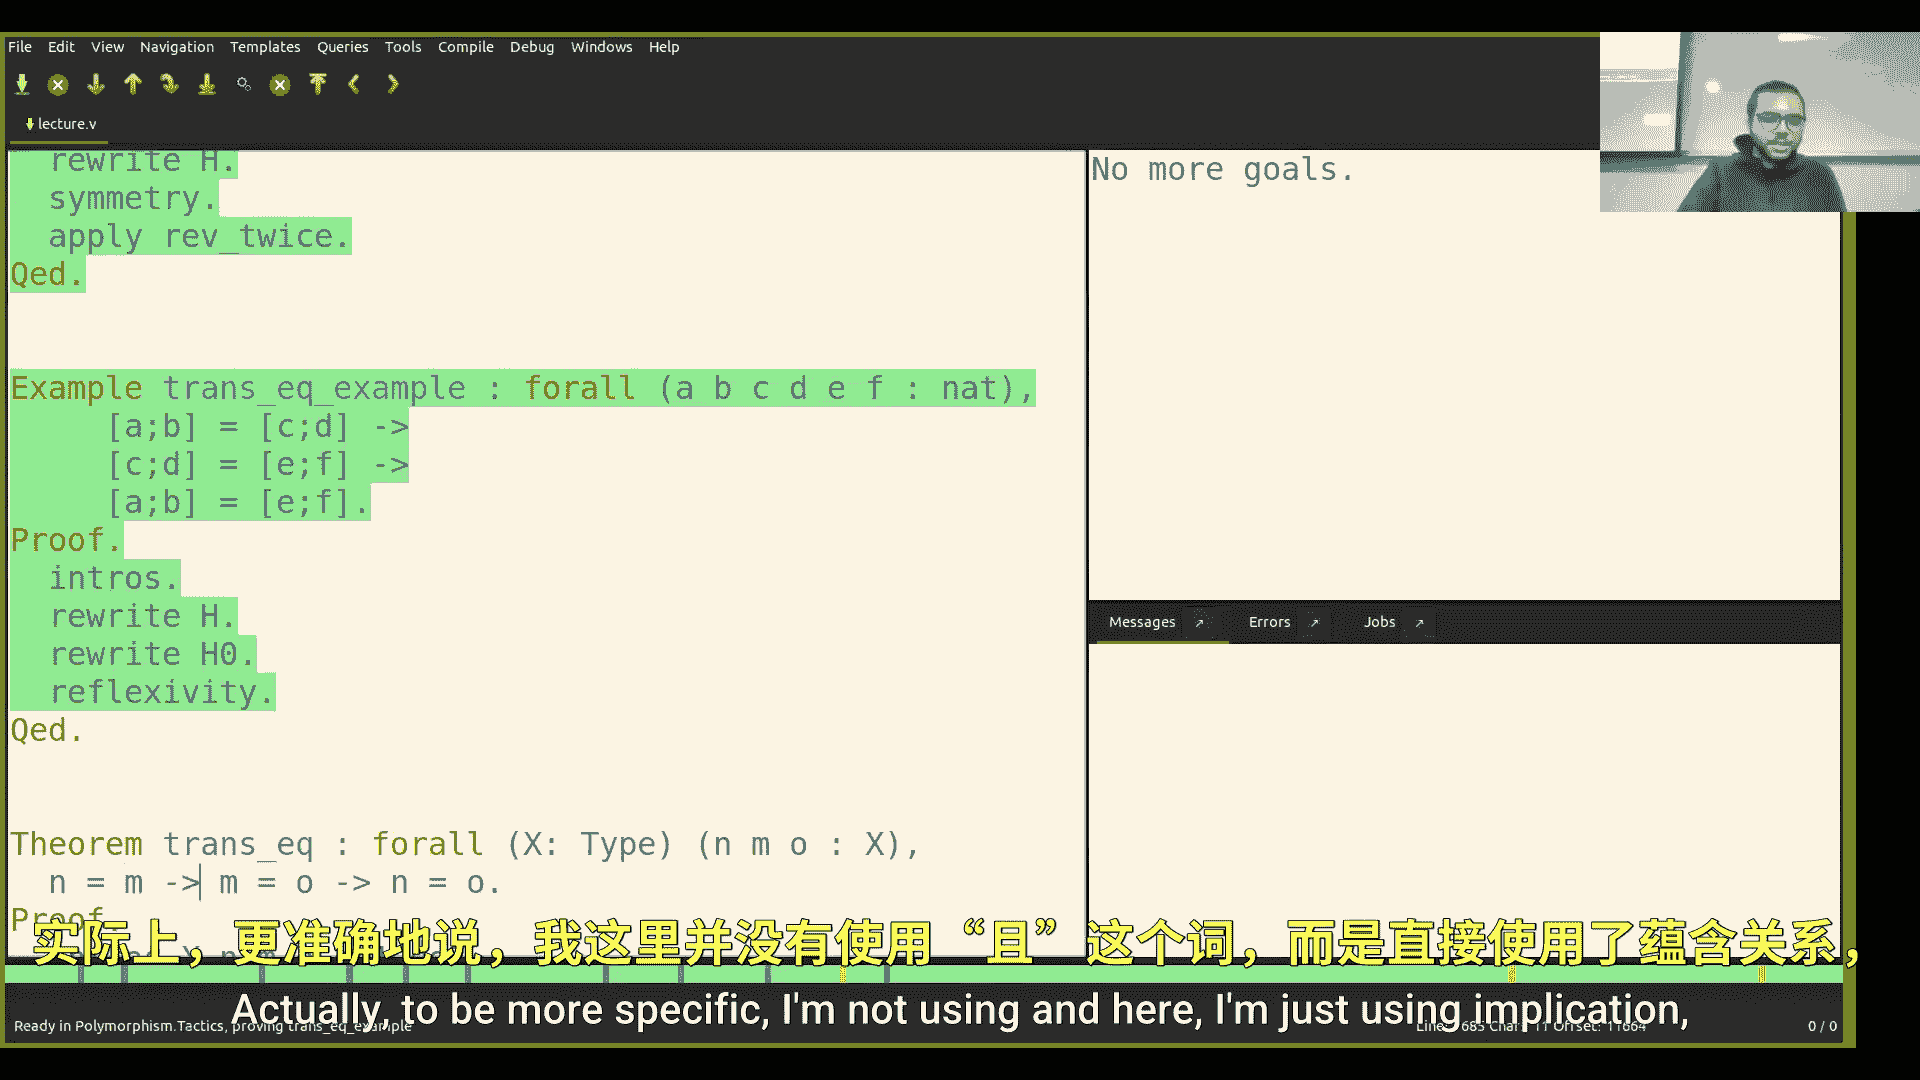 File Edit View Navigation Templates Queries Tools Compile Debug Windows Help
lecture.v
rewrite H.
symmetry.
apply rev_twice.
Qed.
Example trans_eq_example : forall (a b c d e f : nat),
[a;b] = [c;d] ->
[c;d] = [e;f] ->
[a;b] = [e;f].
Proof.
intros.
rewrite H.
rewrite H0.
reflexivity.
Qed.
Theorem trans_eq : forall (X: Type) (n m o : X),
n = m -> m = o -> n = o.
Proof.
No more goals.
Messages Errors Jobs
实际上，更准确地说，我这里并没有使用“且”这个词，而是直接使用了蕴含关系，
Actually, to be more specific, I'm not using and here, I'm just using implication,
Ready in Polymorphism.Tactics, proving trans_eq_example
0 / 0